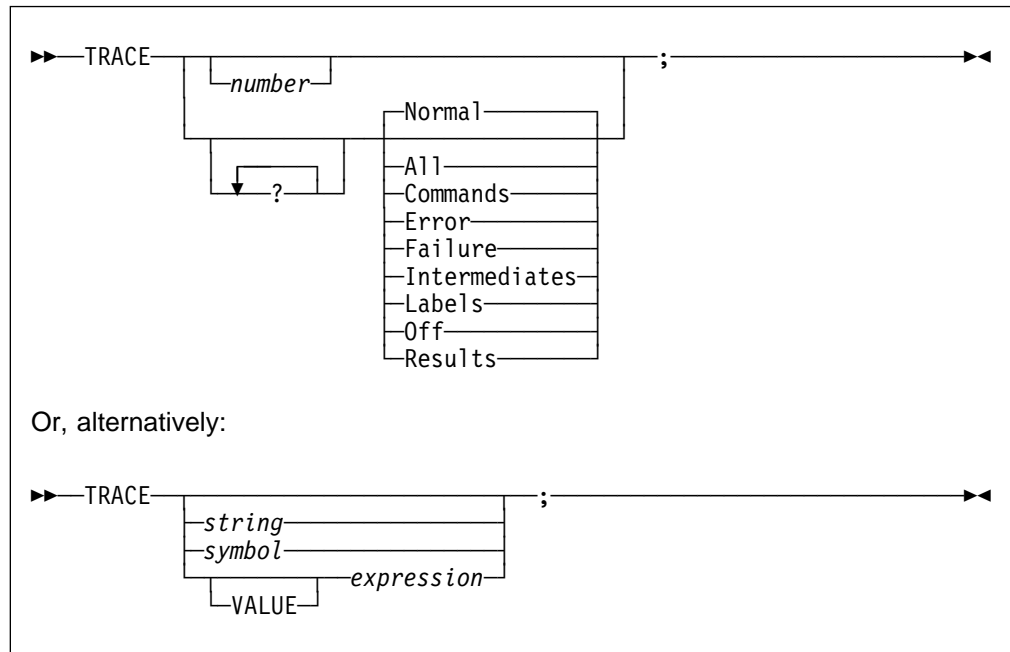 TRACE ;
number
Normal
?
All
Commands
Error
Failure
Intermediates
Labels
Off
Results
Or, alternatively:
TRACE ;
string
symbol
expression
VALUE